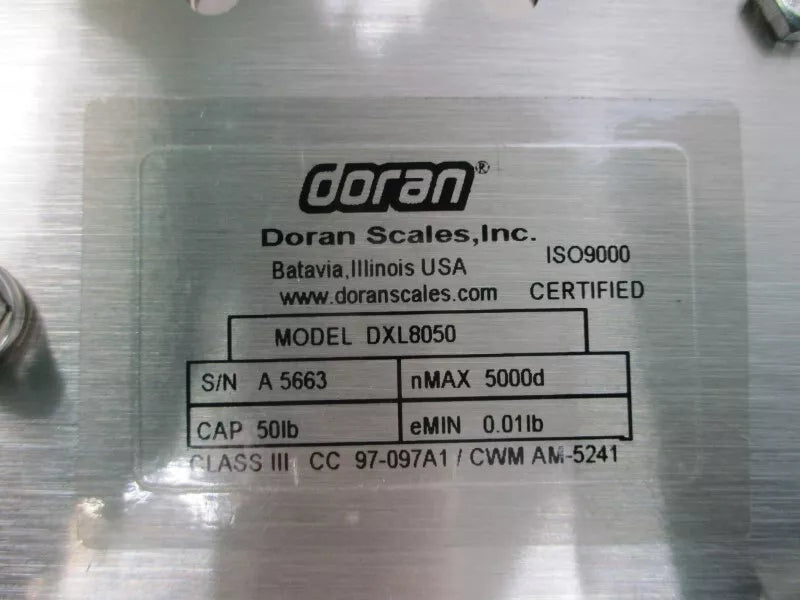 doran®
Doran Scales,Inc.
Batavia,Illinois USA
ISO9000
www.doranscales.com
CERTIFIED
MODEL DXL8050
S/N A 5663
nMAX 5000d
CAP 50lb
eMIN 0.01lb
CLASS III CC 97-097A1 / CWM AM-5241